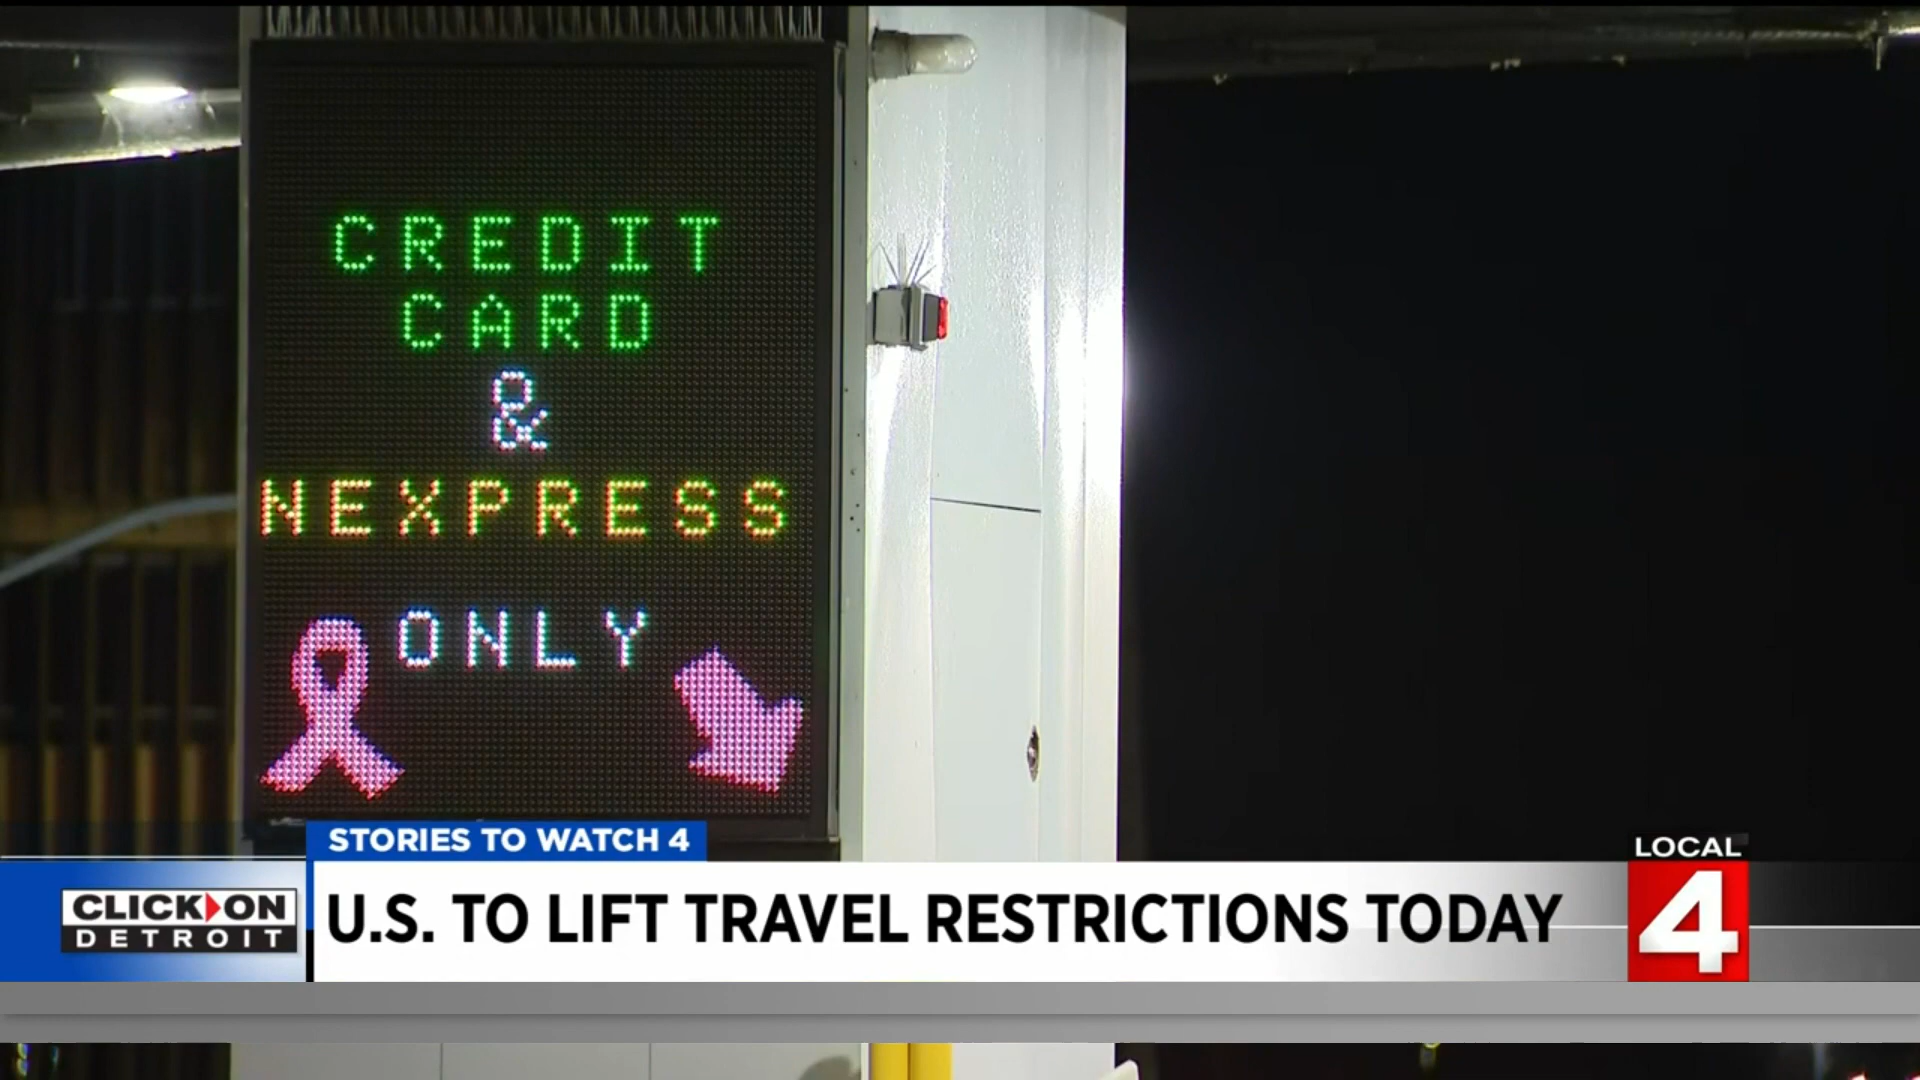 CREDIT
CARD
&
NEXPRESS
ONLY
STORIES TO WATCH 4
CLICK ON
DETROIT
U.S. TO LIFT TRAVEL RESTRICTIONS TODAY
LOCAL
4